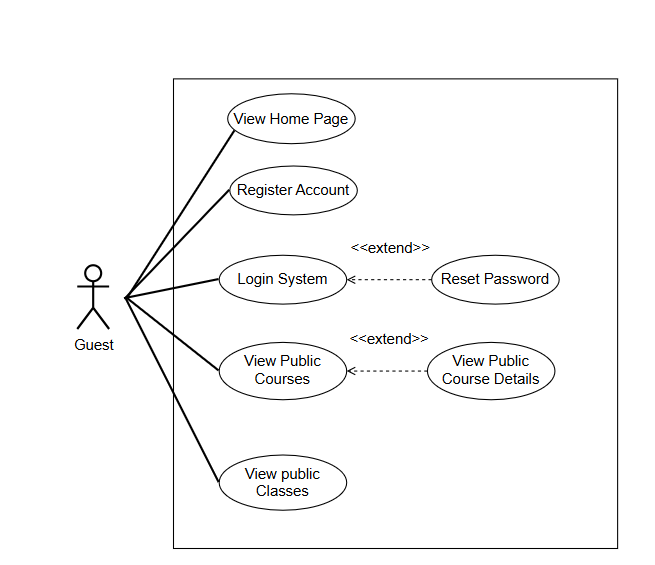 View Home Page
Register Account
<<extend>>
Login System
Reset Password
Guest
<<extend>>
View Public
Courses
View Public
Course Details
View public
Classes